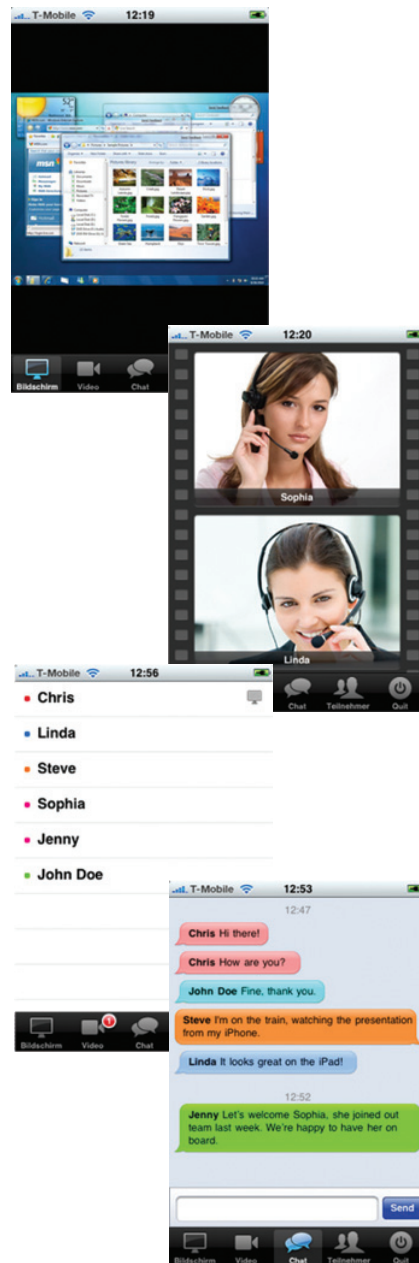 T-Mobile 12:19
Pictures library
msn
Bildschirm Video Chat
T-Mobile 12:20
Sophia
Linda
Chat Teilnehmer Quit
T-Mobile 12:56
Chris
Linda
Steve
Sophia
Jenny
John Doe
1
Bildschirm Video Chat
T-Mobile 12:53
12:47
Chris Hi there!
Chris How are you?
John Doe Fine, thank you.
Steve I'm on the train, watching the presentation
from my iPhone.
Linda It looks great on the iPad!
12:52
Jenny Let's welcome Sophia, she joined out
team last week. We're happy to have her on
board.
Send
Bildschirm Video Chat Teilnehmer Quit